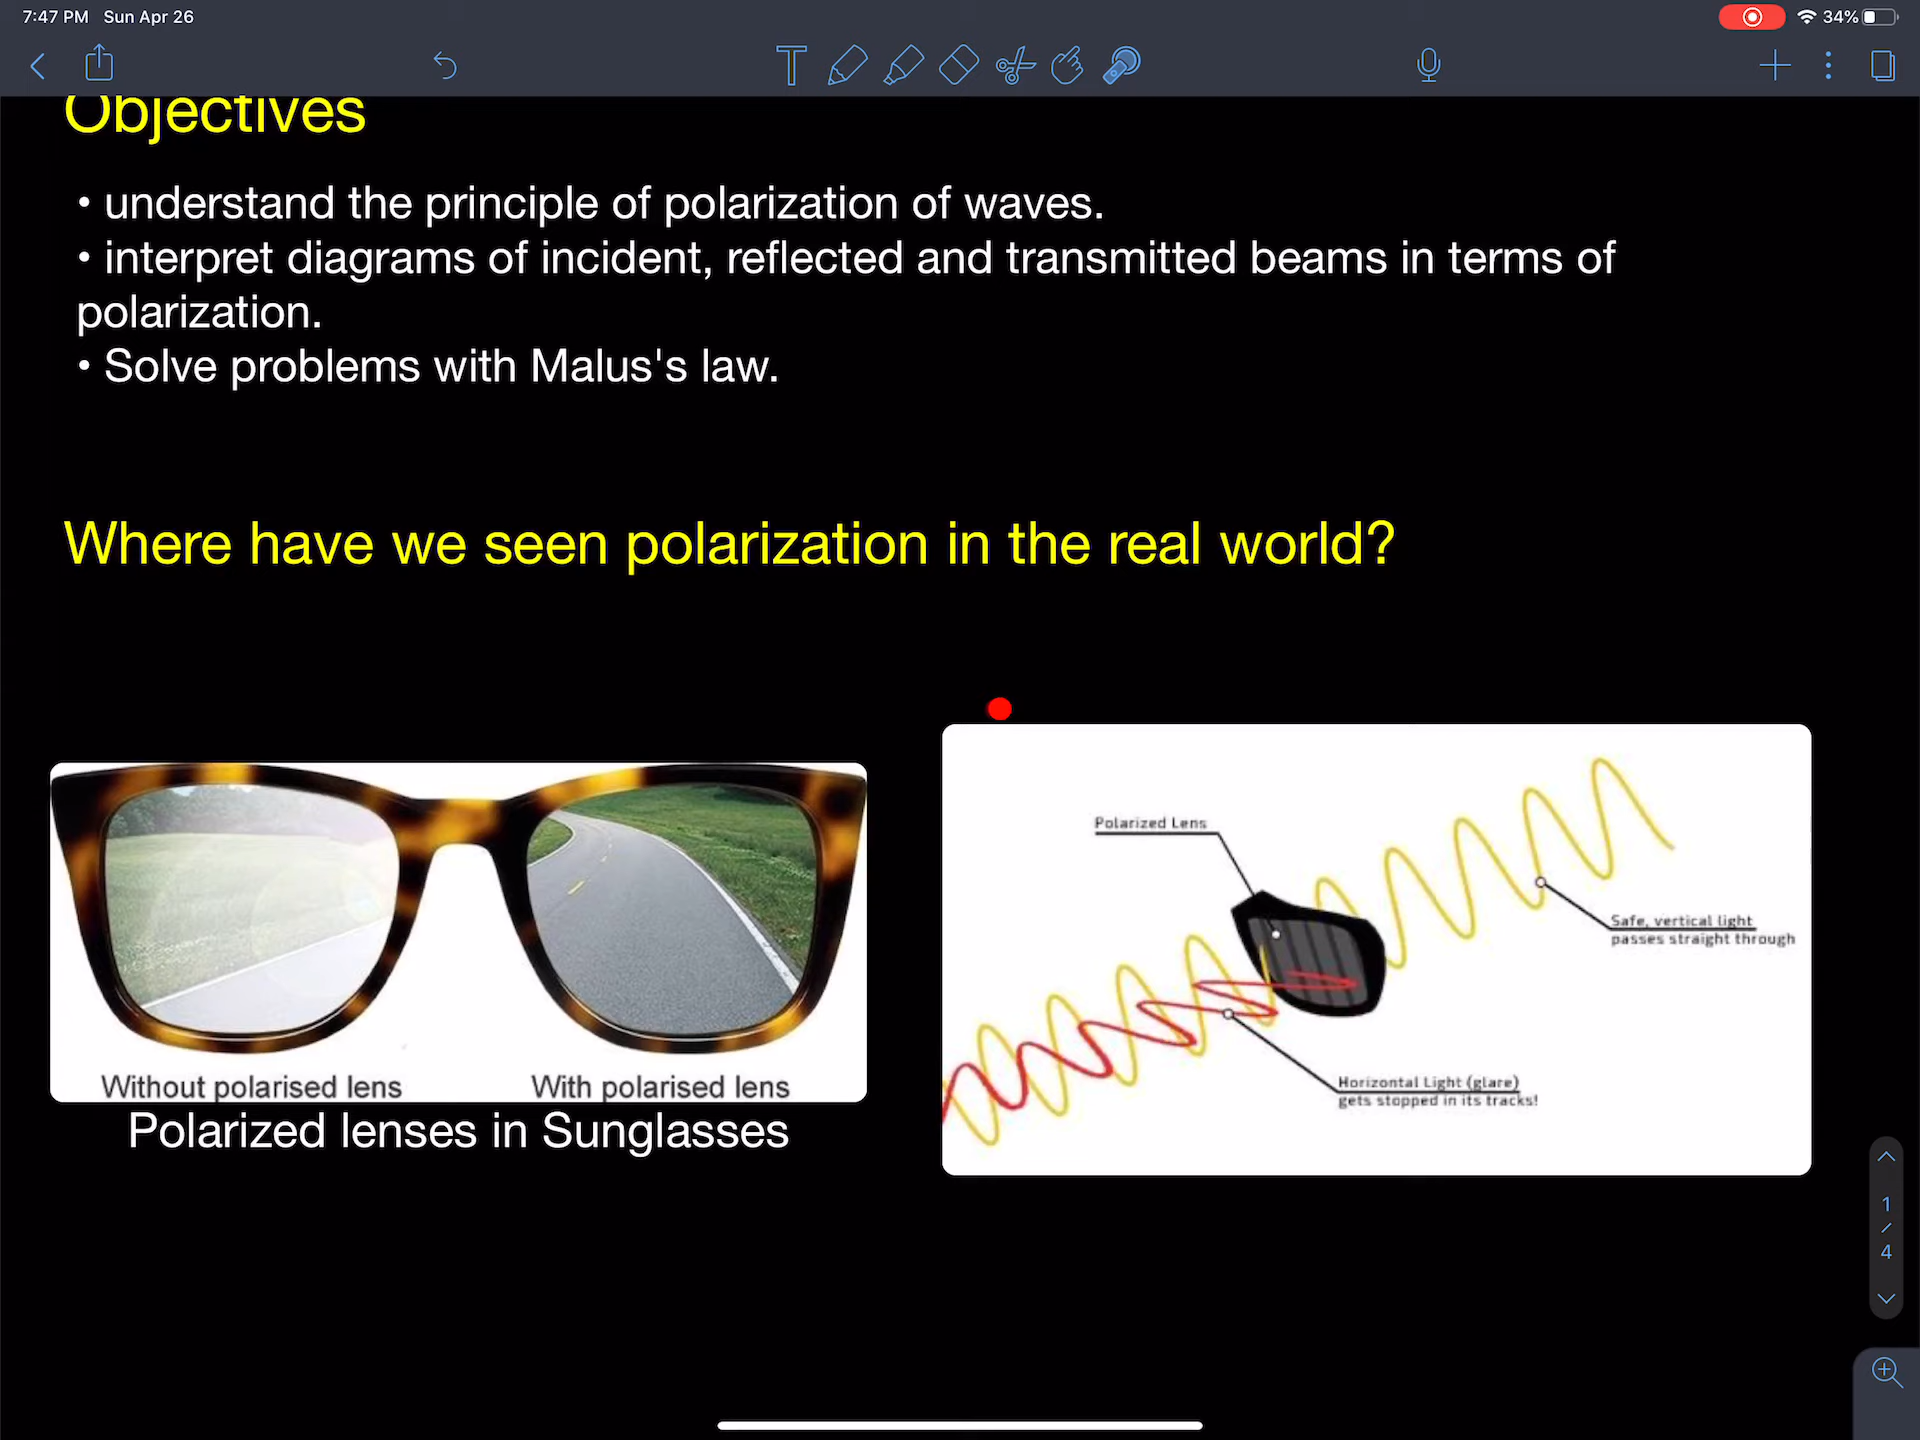 7:47 PM Sun Apr 26
34%
Objectives
• understand the principle of polarization of waves.
• interpret diagrams of incident, reflected and transmitted beams in terms of
polarization.
• Solve problems with Malus's law.
Where have we seen polarization in the real world?
Without polarised lens
With polarised lens
Polarized lenses in Sunglasses
Polarized Lens
Safe, vertical light
passes straight through
Horizontal Light (glare)
gets stopped in its tracks!
1
/
4